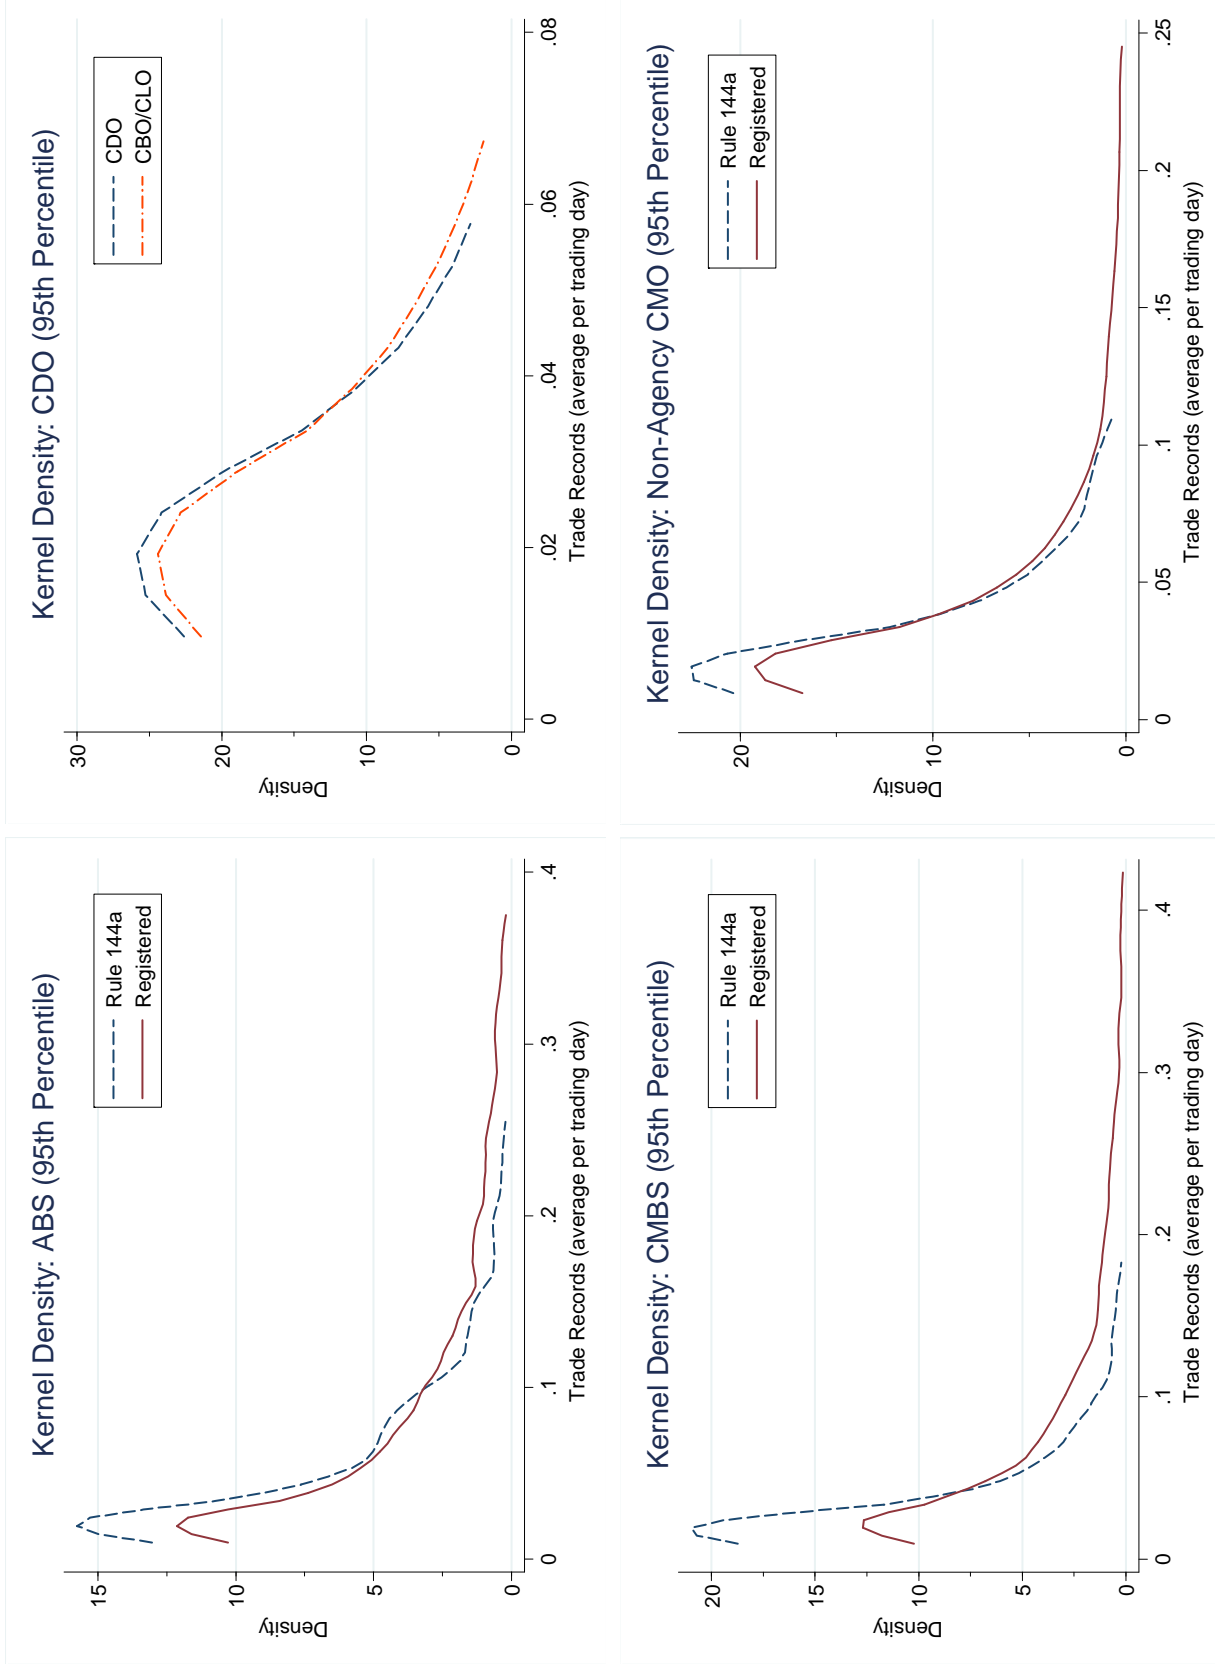 Kernel Density: ABS (95th Percentile)
Density
15
10
5
0
Rule 144a
Registered
0
.1
.2
.3
.4
Trade Records (average per trading day)
Kernel Density: CDO (95th Percentile)
Density
30
20
10
0
CDO
CBO/CLO
0
.02
.04
.06
.08
Trade Records (average per trading day)
Kernel Density: CMBS (95th Percentile)
Density
20
15
10
5
0
Rule 144a
Registered
0
.1
.2
.3
.4
Trade Records (average per trading day)
Kernel Density: Non-Agency CMO (95th Percentile)
Density
20
10
0
Rule 144a
Registered
0
.05
.1
.15
.2
.25
Trade Records (average per trading day)